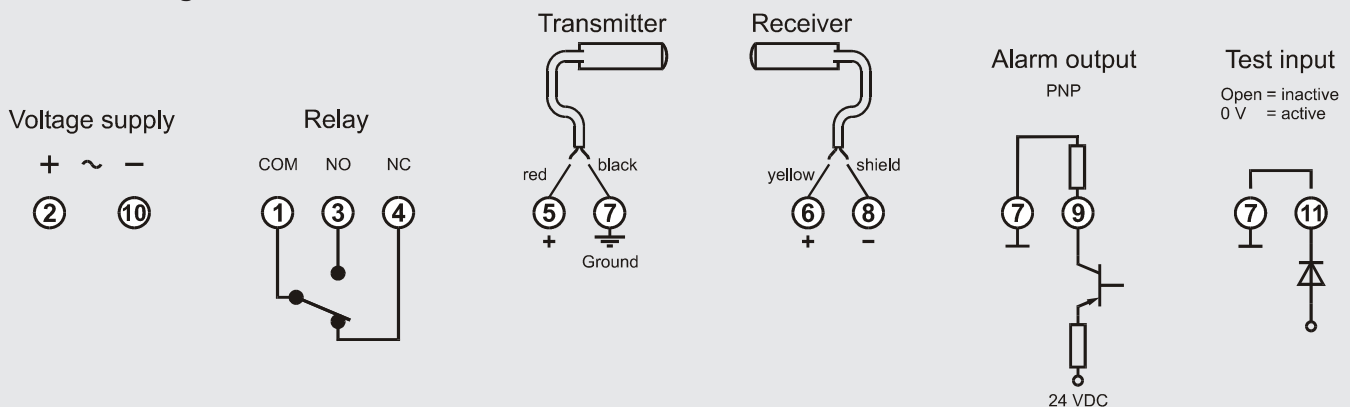 Voltage supply
+ ~ −
2 10
Relay
COM NO NC
1 3 4
Transmitter
red black
5 7
+
Ground
Receiver
yellow shield
6 8
+ −
Alarm output
PNP
7 9
24 VDC
Test input
Open = inactive
0 V = active
7 11